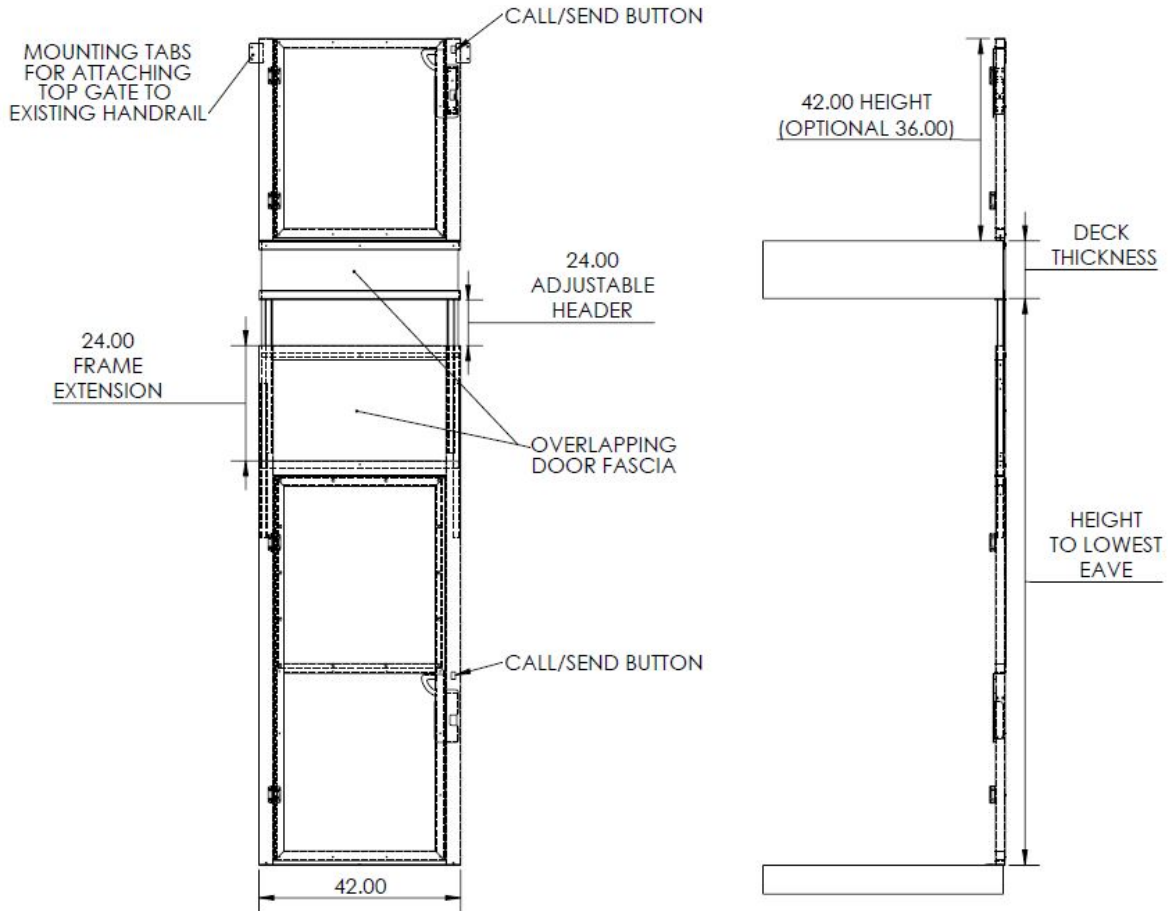 CALL/SEND BUTTON
MOUNTING TABS
FOR ATTACHING
TOP GATE TO
EXISTING HANDRAIL
42.00 HEIGHT
(OPTIONAL 36.00)
DECK
THICKNESS
24.00
ADJUSTABLE
HEADER
24.00
FRAME
EXTENSION
OVERLAPPING
DOOR FASCIA
HEIGHT
TO LOWEST
EAVE
CALL/SEND BUTTON
42.00